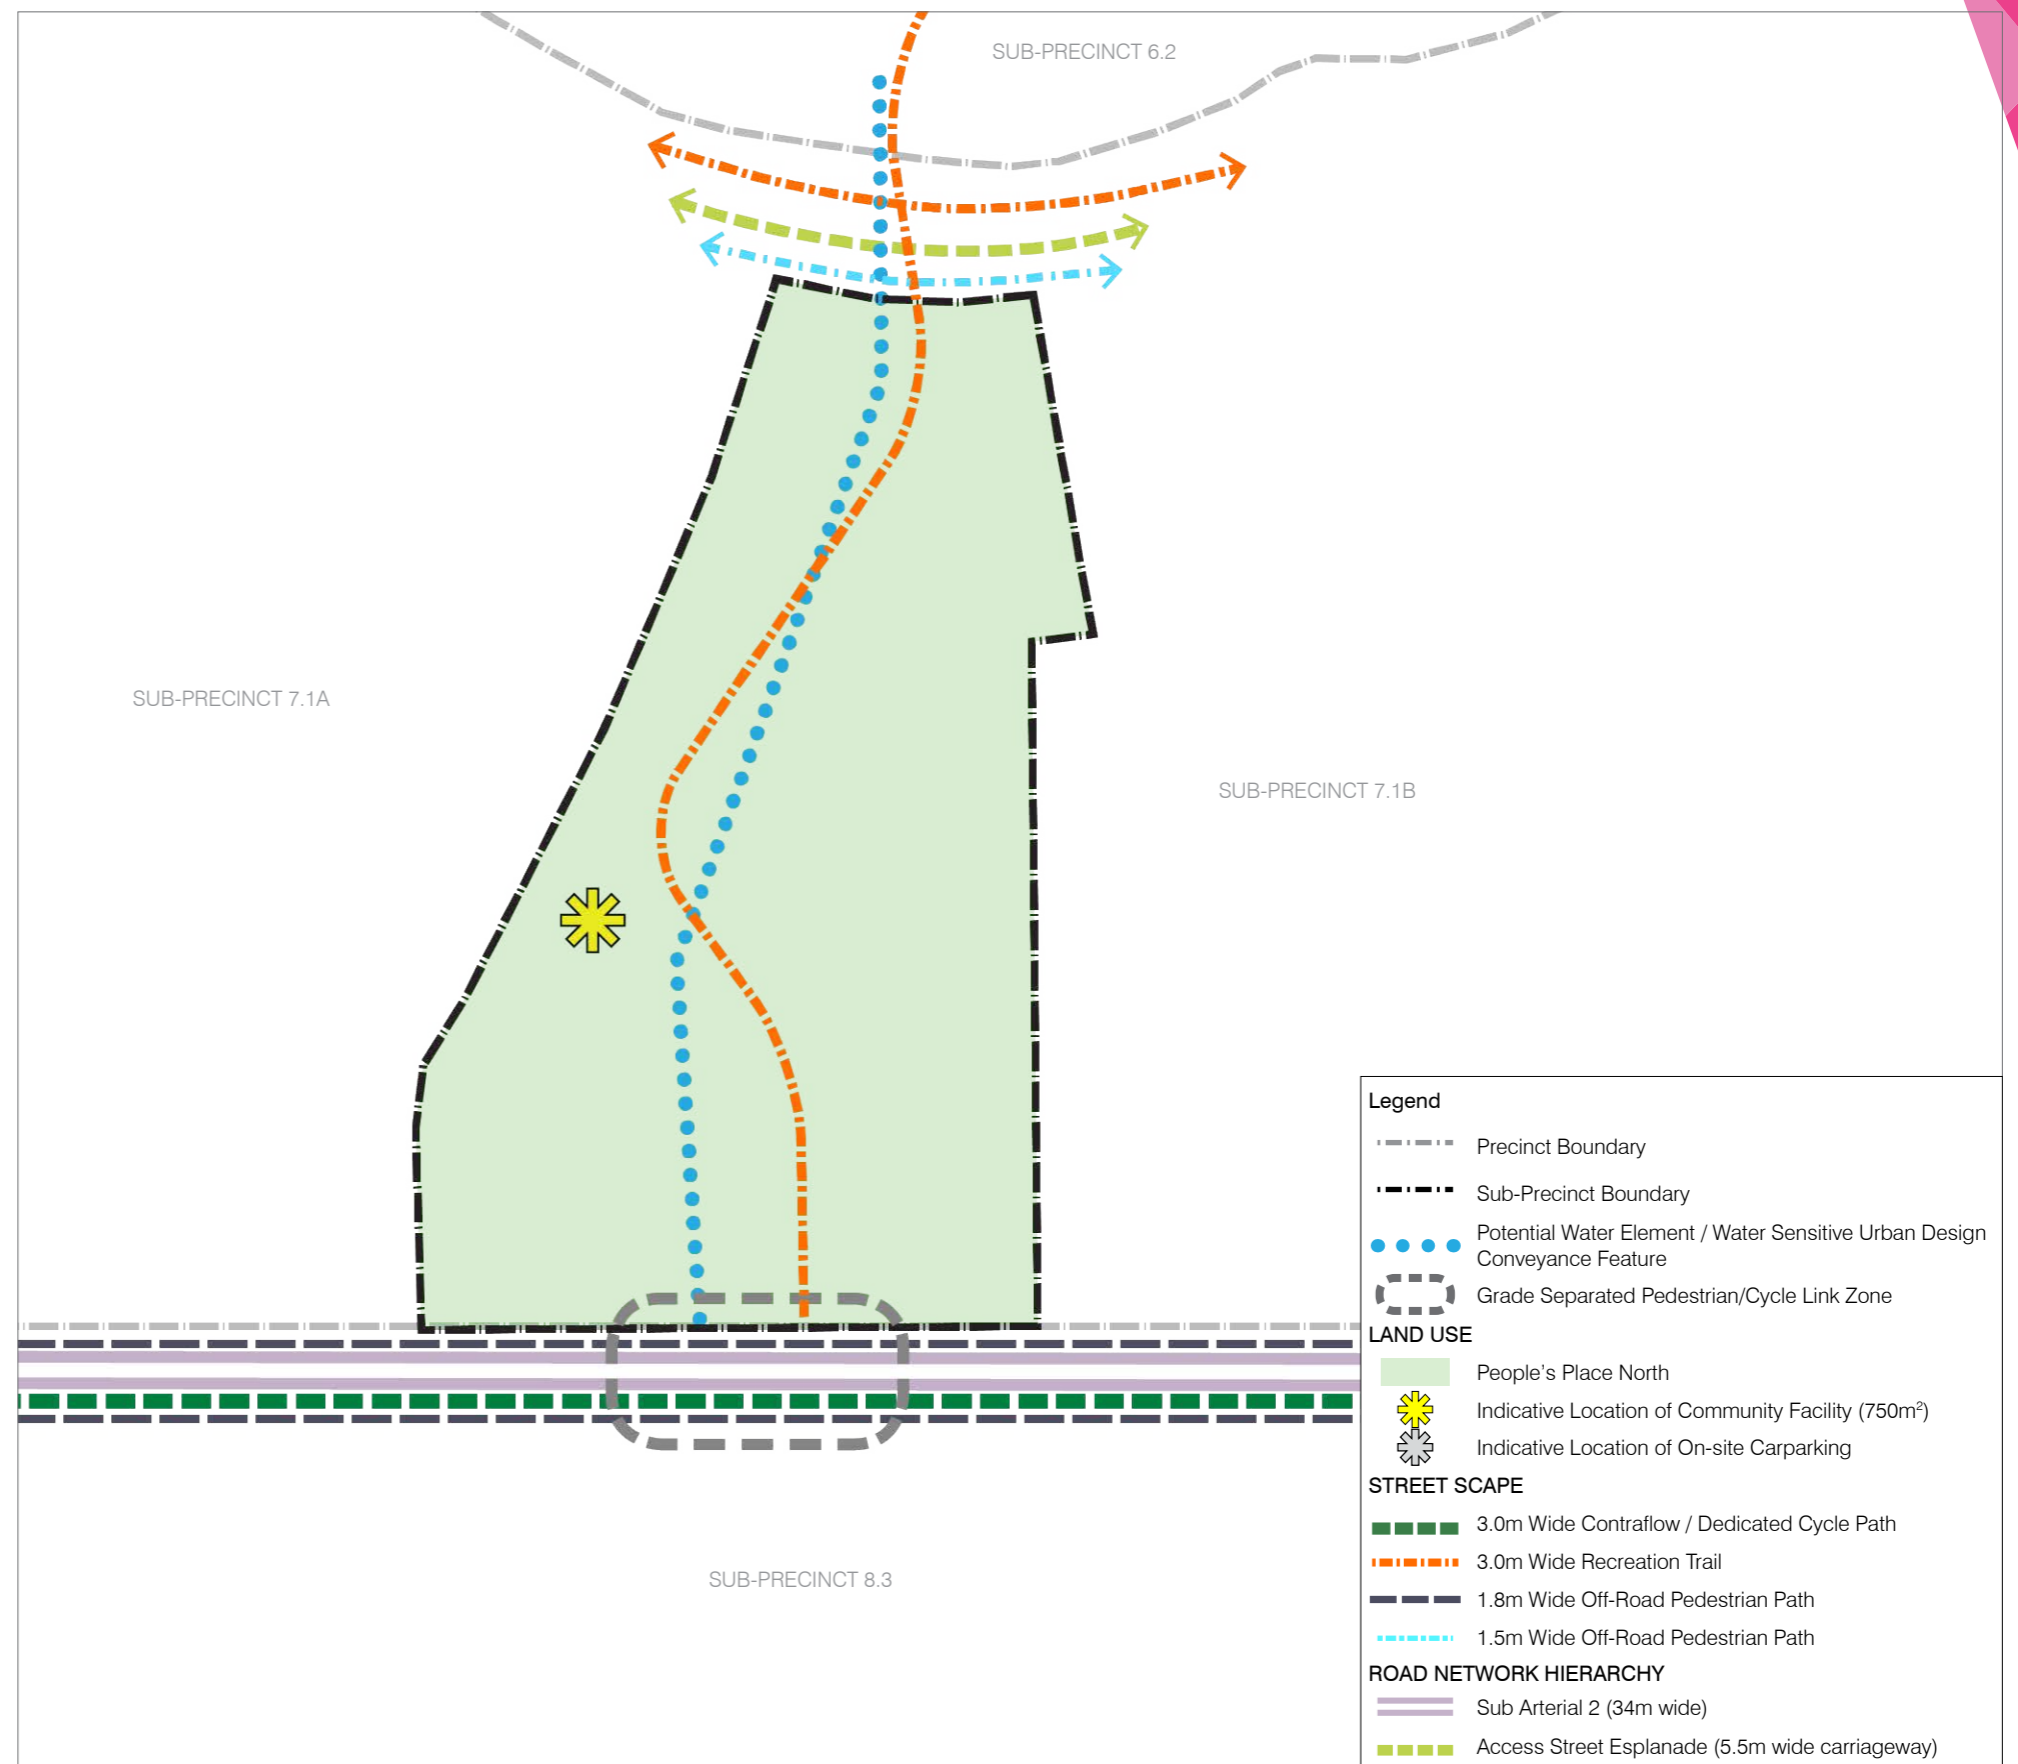 SUB-PRECINCT 6.2
SUB-PRECINCT 7.1A
SUB-PRECINCT 7.1B
SUB-PRECINCT 8.3
Legend
Precinct Boundary
Sub-Precinct Boundary
Potential Water Element / Water Sensitive Urban Design
Conveyance Feature
Grade Separated Pedestrian/Cycle Link Zone
LAND USE
People's Place North
Indicative Location of Community Facility (750m²)
Indicative Location of On-site Carparking
STREET SCAPE
3.0m Wide Contraflow / Dedicated Cycle Path
3.0m Wide Recreation Trail
1.8m Wide Off-Road Pedestrian Path
1.5m Wide Off-Road Pedestrian Path
ROAD NETWORK HIERARCHY
Sub Arterial 2 (34m wide)
Access Street Esplanade (5.5m wide carriageway)